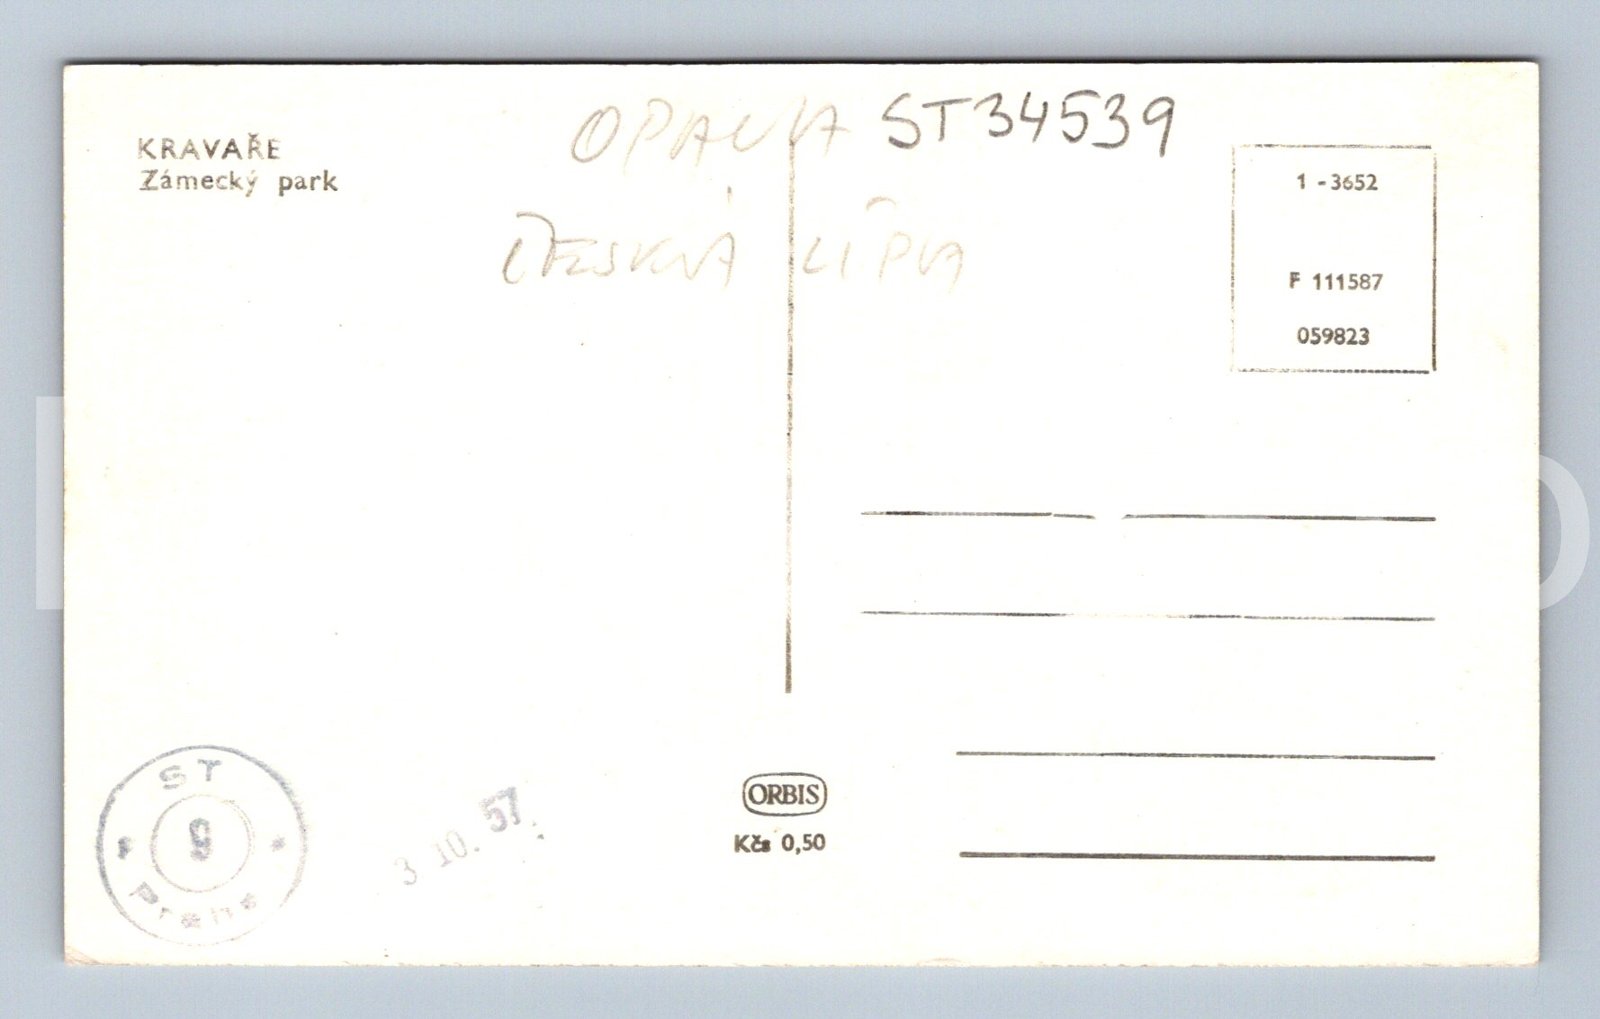 KRAVAŘE
Zámecký park
OPAVA ST34539
ČESKÁ LÍPA
1 - 3652
F 111587
059823
ORBIS
Kčs 0,50
ST
9
Praha
3 10. 57